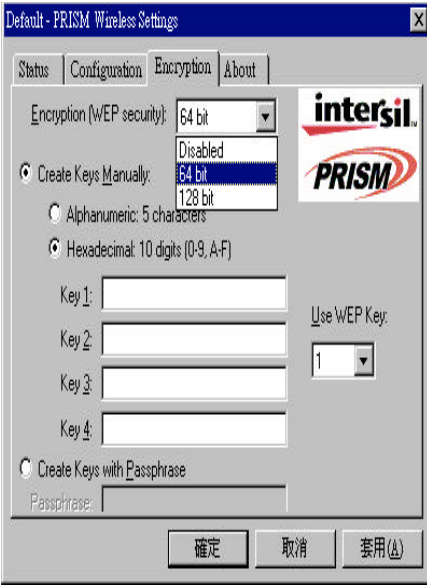 Default - PRISM Wireless Settings
Status
Configuration
Encryption
About
Encryption (WEP security):
64 bit
Disabled
64 bit
128 bit
intersil™
PRISM
Create Keys Manually:
Alphanumeric: 5 characters
Hexadecimal: 10 digits (0-9, A-F)
Key 1:
Key 2:
Key 3:
Key 4:
Use WEP Key:
1
Create Keys with Passphrase
Passphrase:
確定
取消
套用(A)